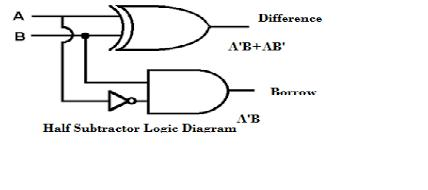 A
B
Difference
A'B+AB'
Borrow
A'B
Half Subtractor Logic Diagram